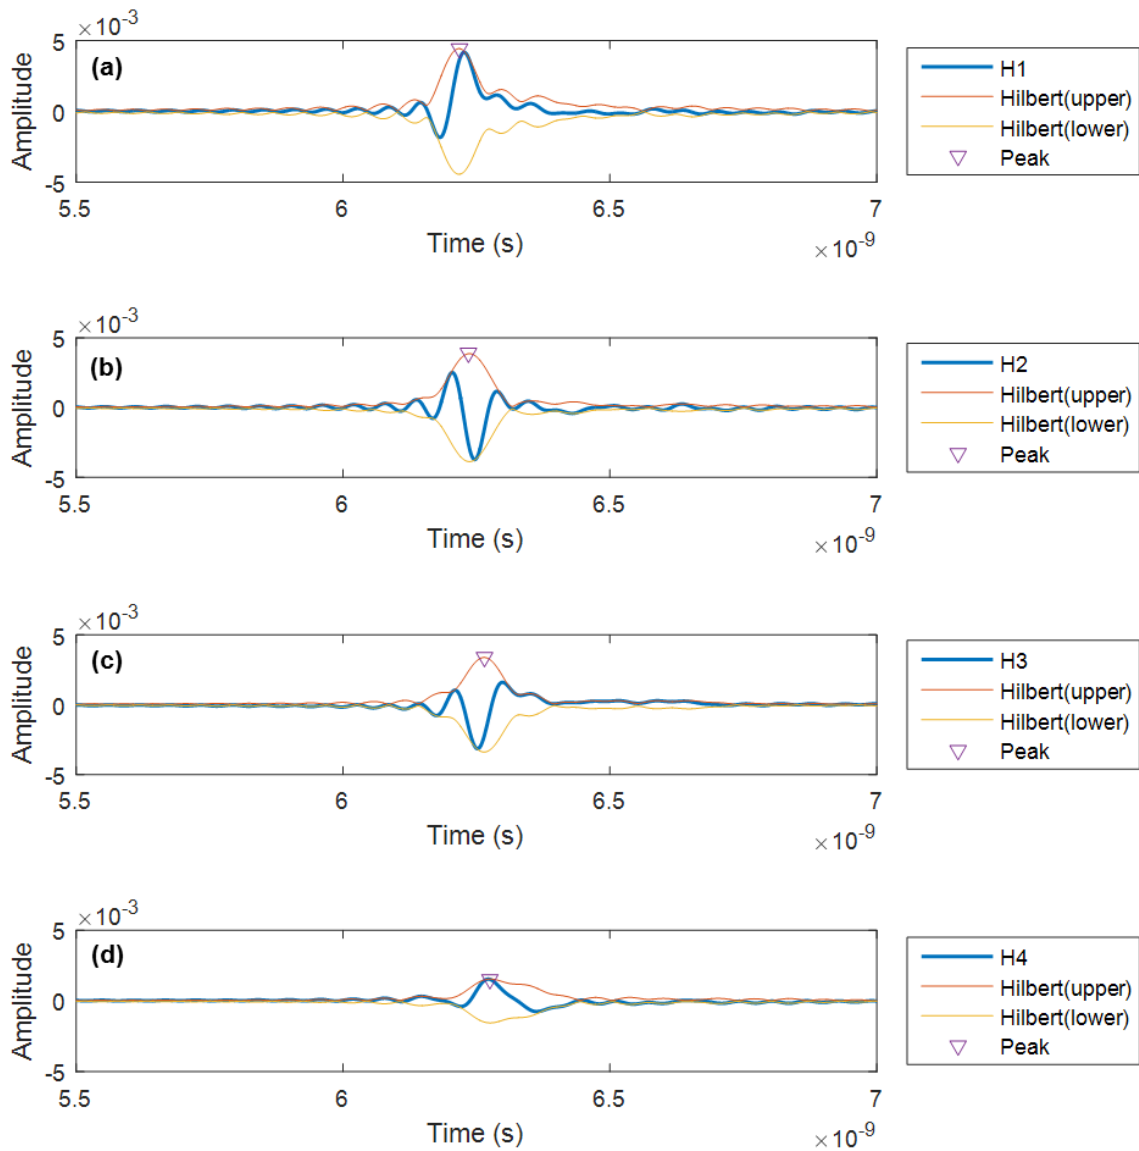 ×10-3
5
0
-5
Amplitude
(a)
5.5
6
6.5
7
Time (s)
×10-9
H1
Hilbert(upper)
Hilbert(lower)
Peak
×10-3
5
0
-5
Amplitude
(b)
5.5
6
6.5
7
Time (s)
×10-9
H2
Hilbert(upper)
Hilbert(lower)
Peak
×10-3
5
0
-5
Amplitude
(c)
5.5
6
6.5
7
Time (s)
×10-9
H3
Hilbert(upper)
Hilbert(lower)
Peak
×10-3
5
0
-5
Amplitude
(d)
5.5
6
6.5
7
Time (s)
×10-9
H4
Hilbert(upper)
Hilbert(lower)
Peak